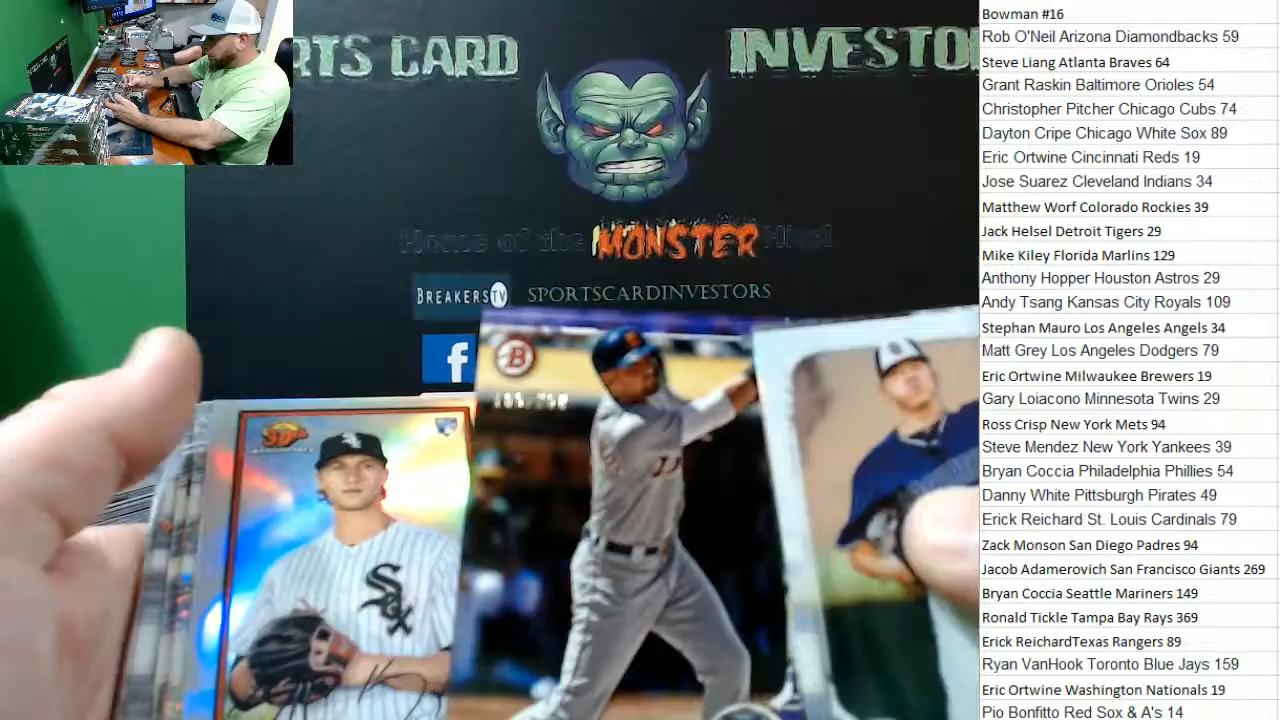 RTS CARD INVESTO
Home of the MONSTER Hits!
BREAKERSTV SPORTSCARDINVESTORS
f
B
30th
Sox
Bowman #16
Rob O'Neil Arizona Diamondbacks 59
Steve Liang Atlanta Braves 64
Grant Raskin Baltimore Orioles 54
Christopher Pitcher Chicago Cubs 74
Dayton Cripe Chicago White Sox 89
Eric Ortwine Cincinnati Reds 19
Jose Suarez Cleveland Indians 34
Matthew Worf Colorado Rockies 39
Jack Helsel Detroit Tigers 29
Mike Kiley Florida Marlins 129
Anthony Hopper Houston Astros 29
Andy Tsang Kansas City Royals 109
Stephan Mauro Los Angeles Angels 34
Matt Grey Los Angeles Dodgers 79
Eric Ortwine Milwaukee Brewers 19
Gary Loiacono Minnesota Twins 29
Ross Crisp New York Mets 94
Steve Mendez New York Yankees 39
Bryan Coccia Philadelphia Phillies 54
Danny White Pittsburgh Pirates 49
Erick Reichard St. Louis Cardinals 79
Zack Monson San Diego Padres 94
Jacob Adamerovich San Francisco Giants 269
Bryan Coccia Seattle Mariners 149
Ronald Tickle Tampa Bay Rays 369
Erick ReichardTexas Rangers 89
Ryan VanHook Toronto Blue Jays 159
Eric Ortwine Washington Nationals 19
Pio Bonfitto Red Sox & A's 14